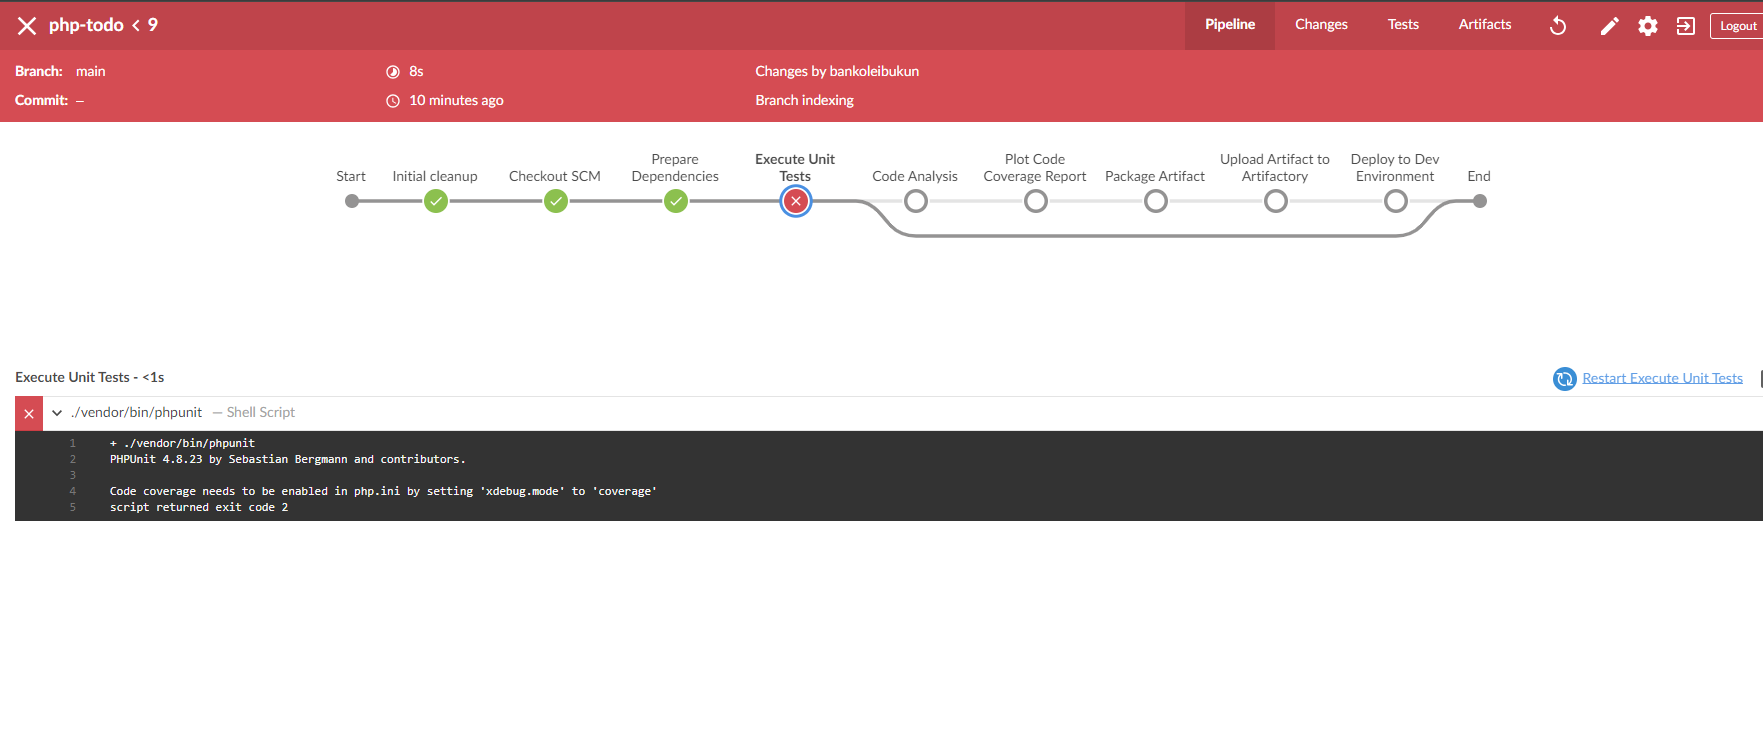 php-todo < 9
Pipeline
Changes
Tests
Artifacts
Logout
Branch: main
8s
Changes by bankoleibukun
Commit: –
10 minutes ago
Branch indexing
Start
Initial cleanup
Checkout SCM
Prepare
Dependencies
Execute Unit
Tests
Code Analysis
Plot Code
Coverage Report
Package Artifact
Upload Artifact to
Artifactory
Deploy to Dev
Environment
End
Execute Unit Tests - <1s
Restart Execute Unit Tests
./vendor/bin/phpunit — Shell Script
1 + ./vendor/bin/phpunit
2 PHPUnit 4.8.23 by Sebastian Bergmann and contributors.
3
4 Code coverage needs to be enabled in php.ini by setting 'xdebug.mode' to 'coverage'
5 script returned exit code 2